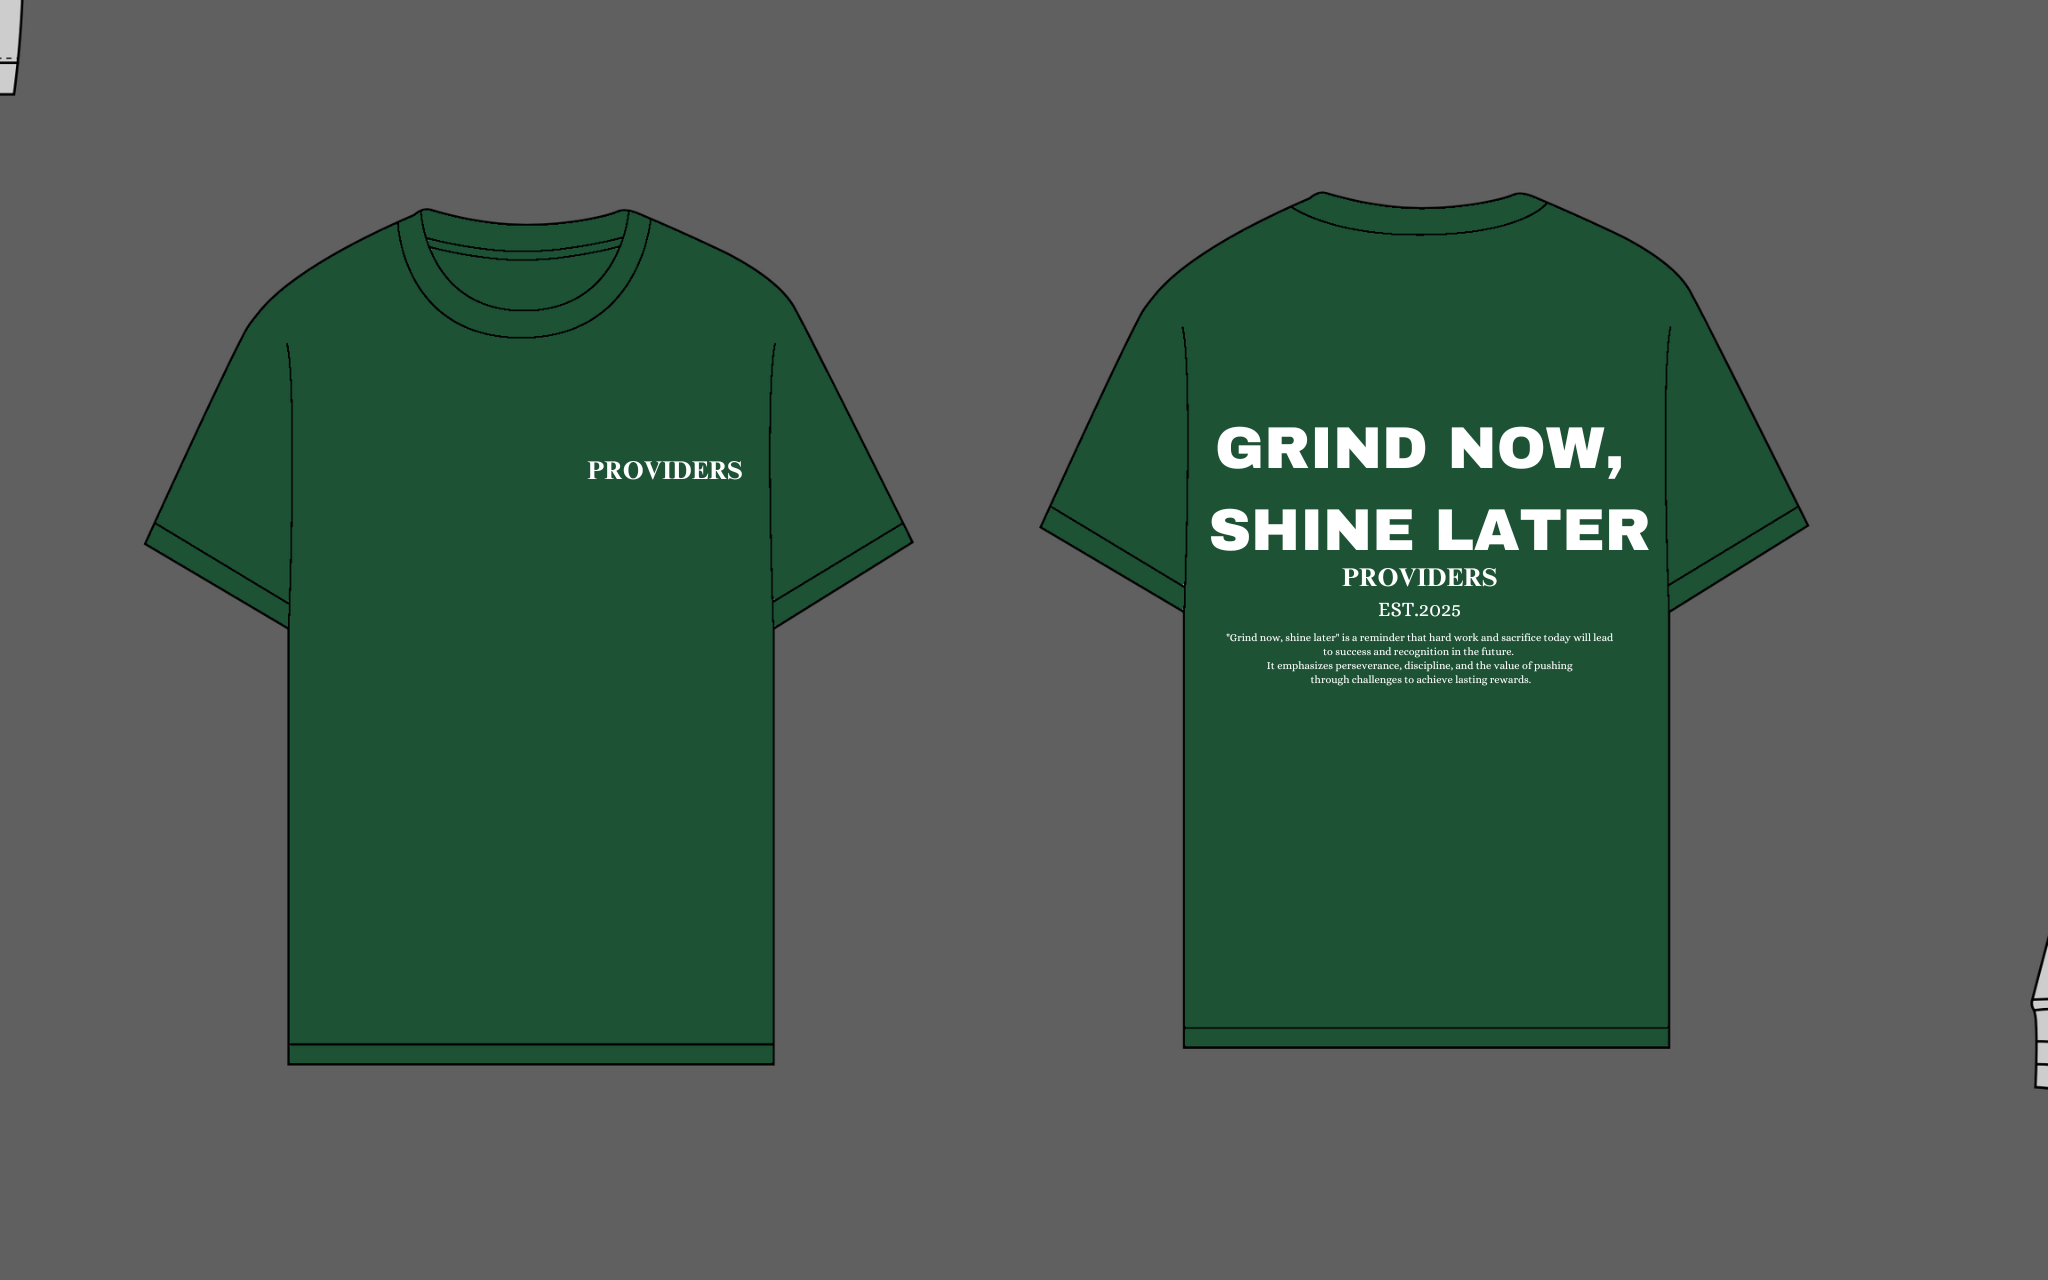 PROVIDERS
GRIND NOW,
SHINE LATER
PROVIDERS
EST.2025
"Grind now, shine later" is a reminder that hard work and sacrifice today will lead
to success and recognition in the future.
It emphasizes perseverance, discipline, and the value of pushing
through challenges to achieve lasting rewards.